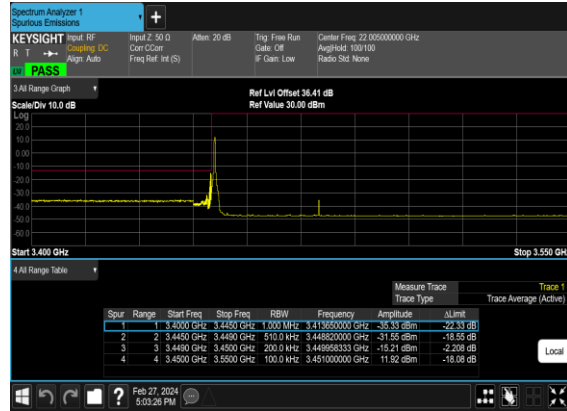 Spectrum Analyzer 1
Spurious Emissions
KEYSIGHT Input: RF Input Z: 50 Ω Atten: 20 dB Trig: Free Run Center Freq: 22.005000000 GHz
R T Coupling: DC Corr CCorr Gate: Off Avg|Hold: 100/100
Align: Auto Freq Ref: Int (S) IF Gain: Low Radio Std: None
PASS
3 All Range Graph
Ref Lvl Offset 36.41 dB
Scale/Div 10.0 dB Ref Value 30.00 dBm
Log
20.0
10.0
0.00
-10.0
-20.0
-30.0
-40.0
-50.0
-60.0
Start 3.400 GHz Stop 3.550 GH
4 All Range Table
Measure Trace Trace 1
Trace Type Trace Average (Active)
Spur Range Start Freq Stop Freq RBW Frequency Amplitude ΔLimit
1 1 3.4000 GHz 3.4450 GHz 1.000 MHz 3.413650000 GHz -35.33 dBm -22.33 dB
2 2 3.4450 GHz 3.4490 GHz 510.0 kHz 3.448820000 GHz -31.55 dBm -18.55 dB
3 3 3.4490 GHz 3.4500 GHz 200.0 kHz 3.449958333 GHz -15.21 dBm -2.208 dB
4 4 3.4500 GHz 3.5500 GHz 100.0 kHz 3.451000000 GHz 11.92 dBm -18.08 dB
Local
? Feb 27, 2024
5:03:26 PM